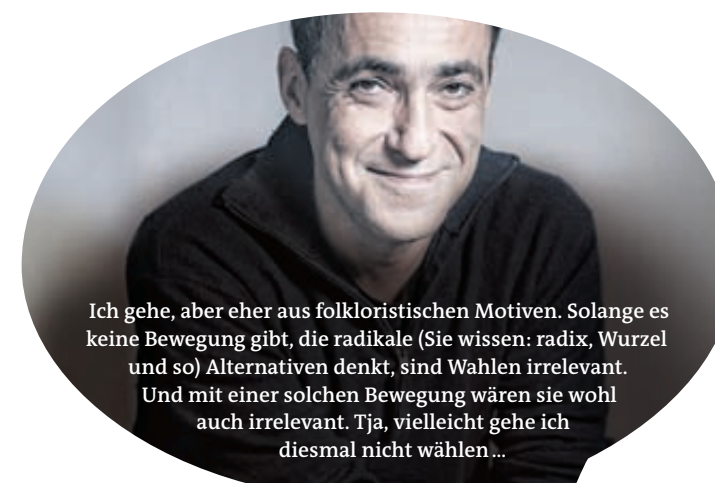 Ich gehe, aber eher aus folkloristischen Motiven. Solange es
keine Bewegung gibt, die radikale (Sie wissen: radix, Wurzel
und so) Alternativen denkt, sind Wahlen irrelevant.
Und mit einer solchen Bewegung wären sie wohl
auch irrelevant. Tja, vielleicht gehe ich
diesmal nicht wählen ...